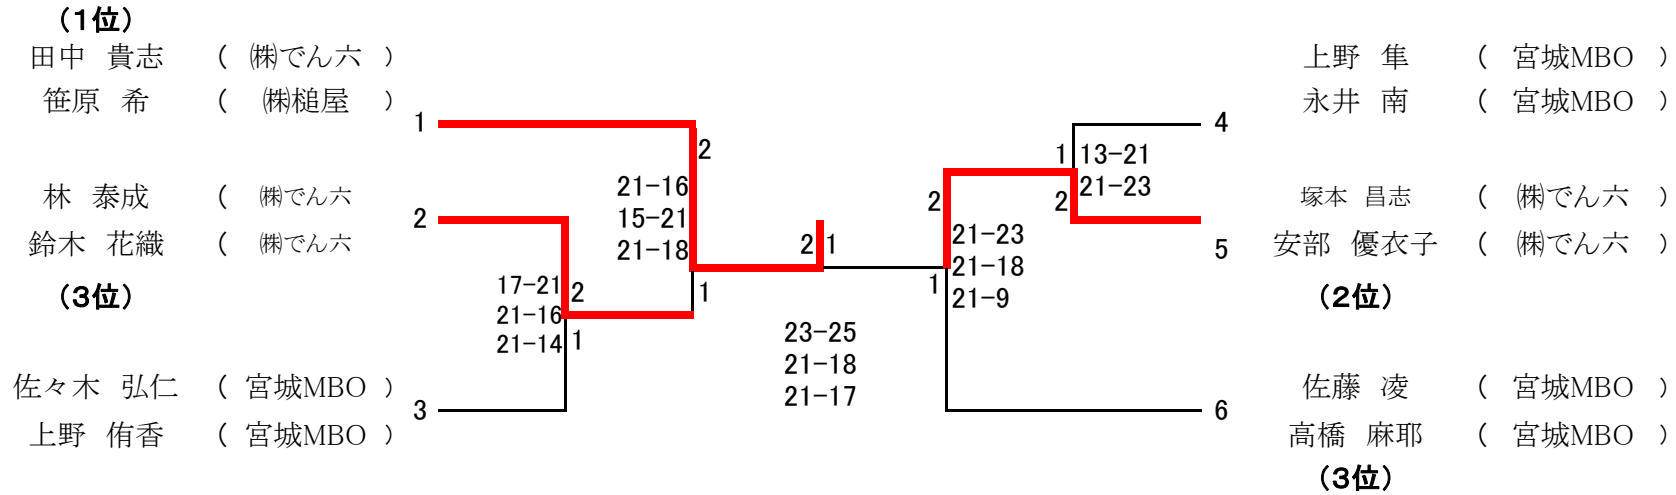 （1位）
田中 貴志 （ ㈱でん六 ）
笹原 希 （ ㈱槌屋 ）
1
2
林 泰成 （ ㈱でん六
鈴木 花織 （ ㈱でん六
2
（3位）
21-16
15-21
21-18
17-21
21-16
21-14
2
1
1
佐々木 弘仁 （ 宮城MBO ）
上野 侑香 （ 宮城MBO ）
3
2
1
23-25
21-18
21-17
上野 隼 （ 宮城MBO ）
永井 南 （ 宮城MBO ）
4
1
13-21
21-23
2
塚本 昌志 （ ㈱でん六 ）
安部 優衣子 （ ㈱でん六 ）
5
（2位）
2
21-23
21-18
21-9
1
佐藤 凌 （ 宮城MBO ）
高橋 麻耶 （ 宮城MBO ）
6
（3位）